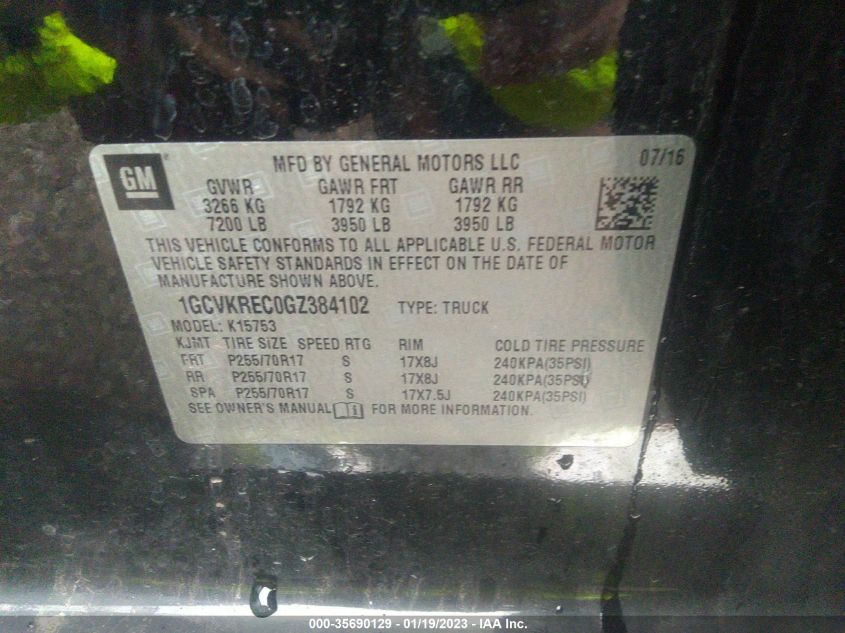 GM
MFD BY GENERAL MOTORS LLC 07/16
GVWR GAWR FRT GAWR RR
3266 KG 1792 KG 1792 KG
7200 LB 3950 LB 3950 LB
THIS VEHICLE CONFORMS TO ALL APPLICABLE U.S. FEDERAL MOTOR
VEHICLE SAFETY STANDARDS IN EFFECT ON THE DATE OF
MANUFACTURE SHOWN ABOVE.
1GCVKREC0GZ384102 TYPE: TRUCK
MODEL: K15753
KJMT TIRE SIZE SPEED RTG RIM COLD TIRE PRESSURE
FRT P255/70R17 S 17X8J 240KPA(35PSI)
RR P255/70R17 S 17X8J 240KPA(35PSI)
SPA P255/70R17 S 17X7.5J 240KPA(35PSI)
SEE OWNER'S MANUAL FOR MORE INFORMATION.
000-35690129 - 01/19/2023 - IAA Inc.